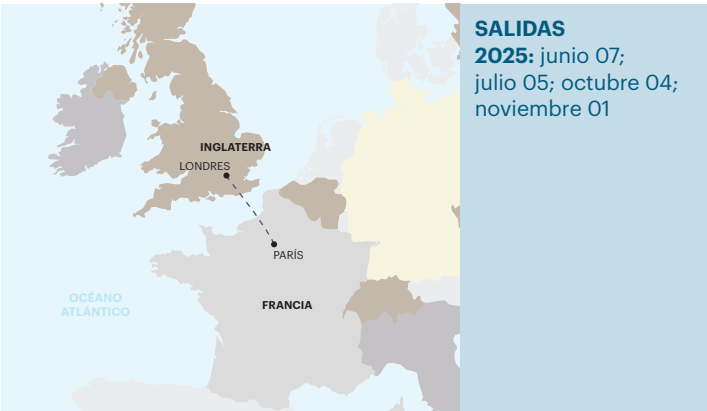 INGLATERRA
LONDRES
PARÍS
FRANCIA
OCÉANO
ATLÁNTICO
SALIDAS
2025: junio 07;
julio 05; octubre 04;
noviembre 01